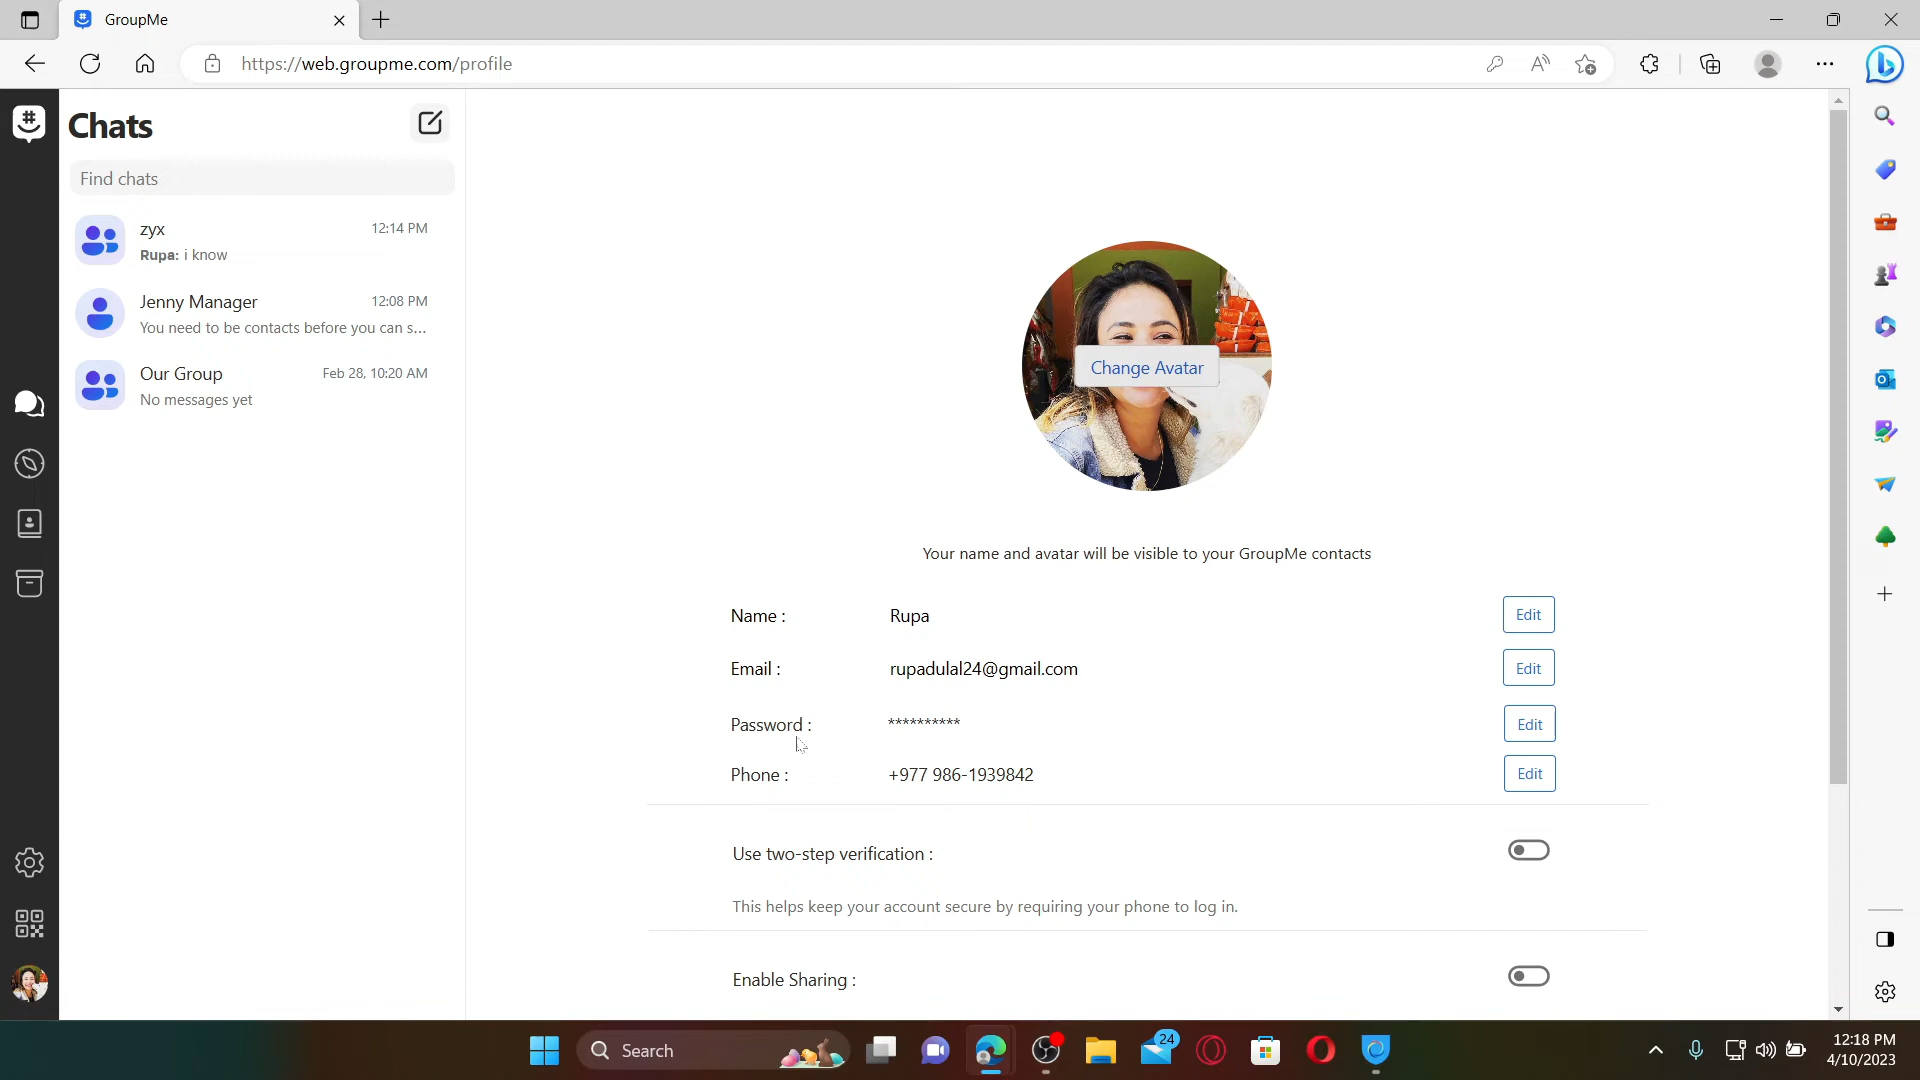 GroupMe
https://web.groupme.com/profile
Chats
Find chats
zyx 12:14 PM
Rupa: i know
Jenny Manager 12:08 PM
You need to be contacts before you can s...
Our Group Feb 28, 10:20 AM
No messages yet
Change Avatar
Your name and avatar will be visible to your GroupMe contacts
Name : Rupa Edit
Email : rupadulal24@gmail.com Edit
Password : ********** Edit
Phone : +977 986-1939842 Edit
Use two-step verification :
This helps keep your account secure by requiring your phone to log in.
Enable Sharing :
Search
24
12:18 PM
4/10/2023